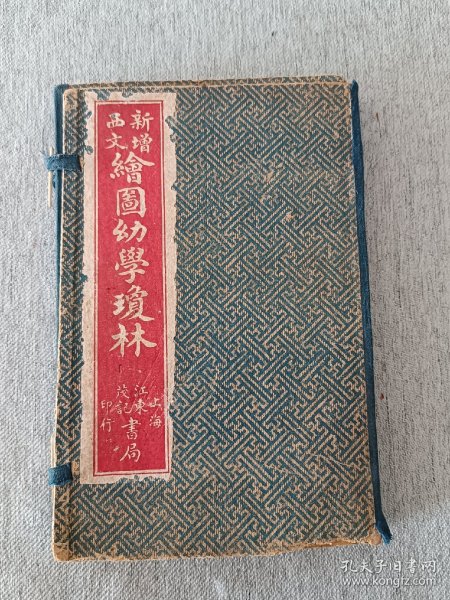 新增
西文
繪圖幼學瓊林
上海
江東
茂記
書局
印行
孔夫子旧书网
www.kongfz.com